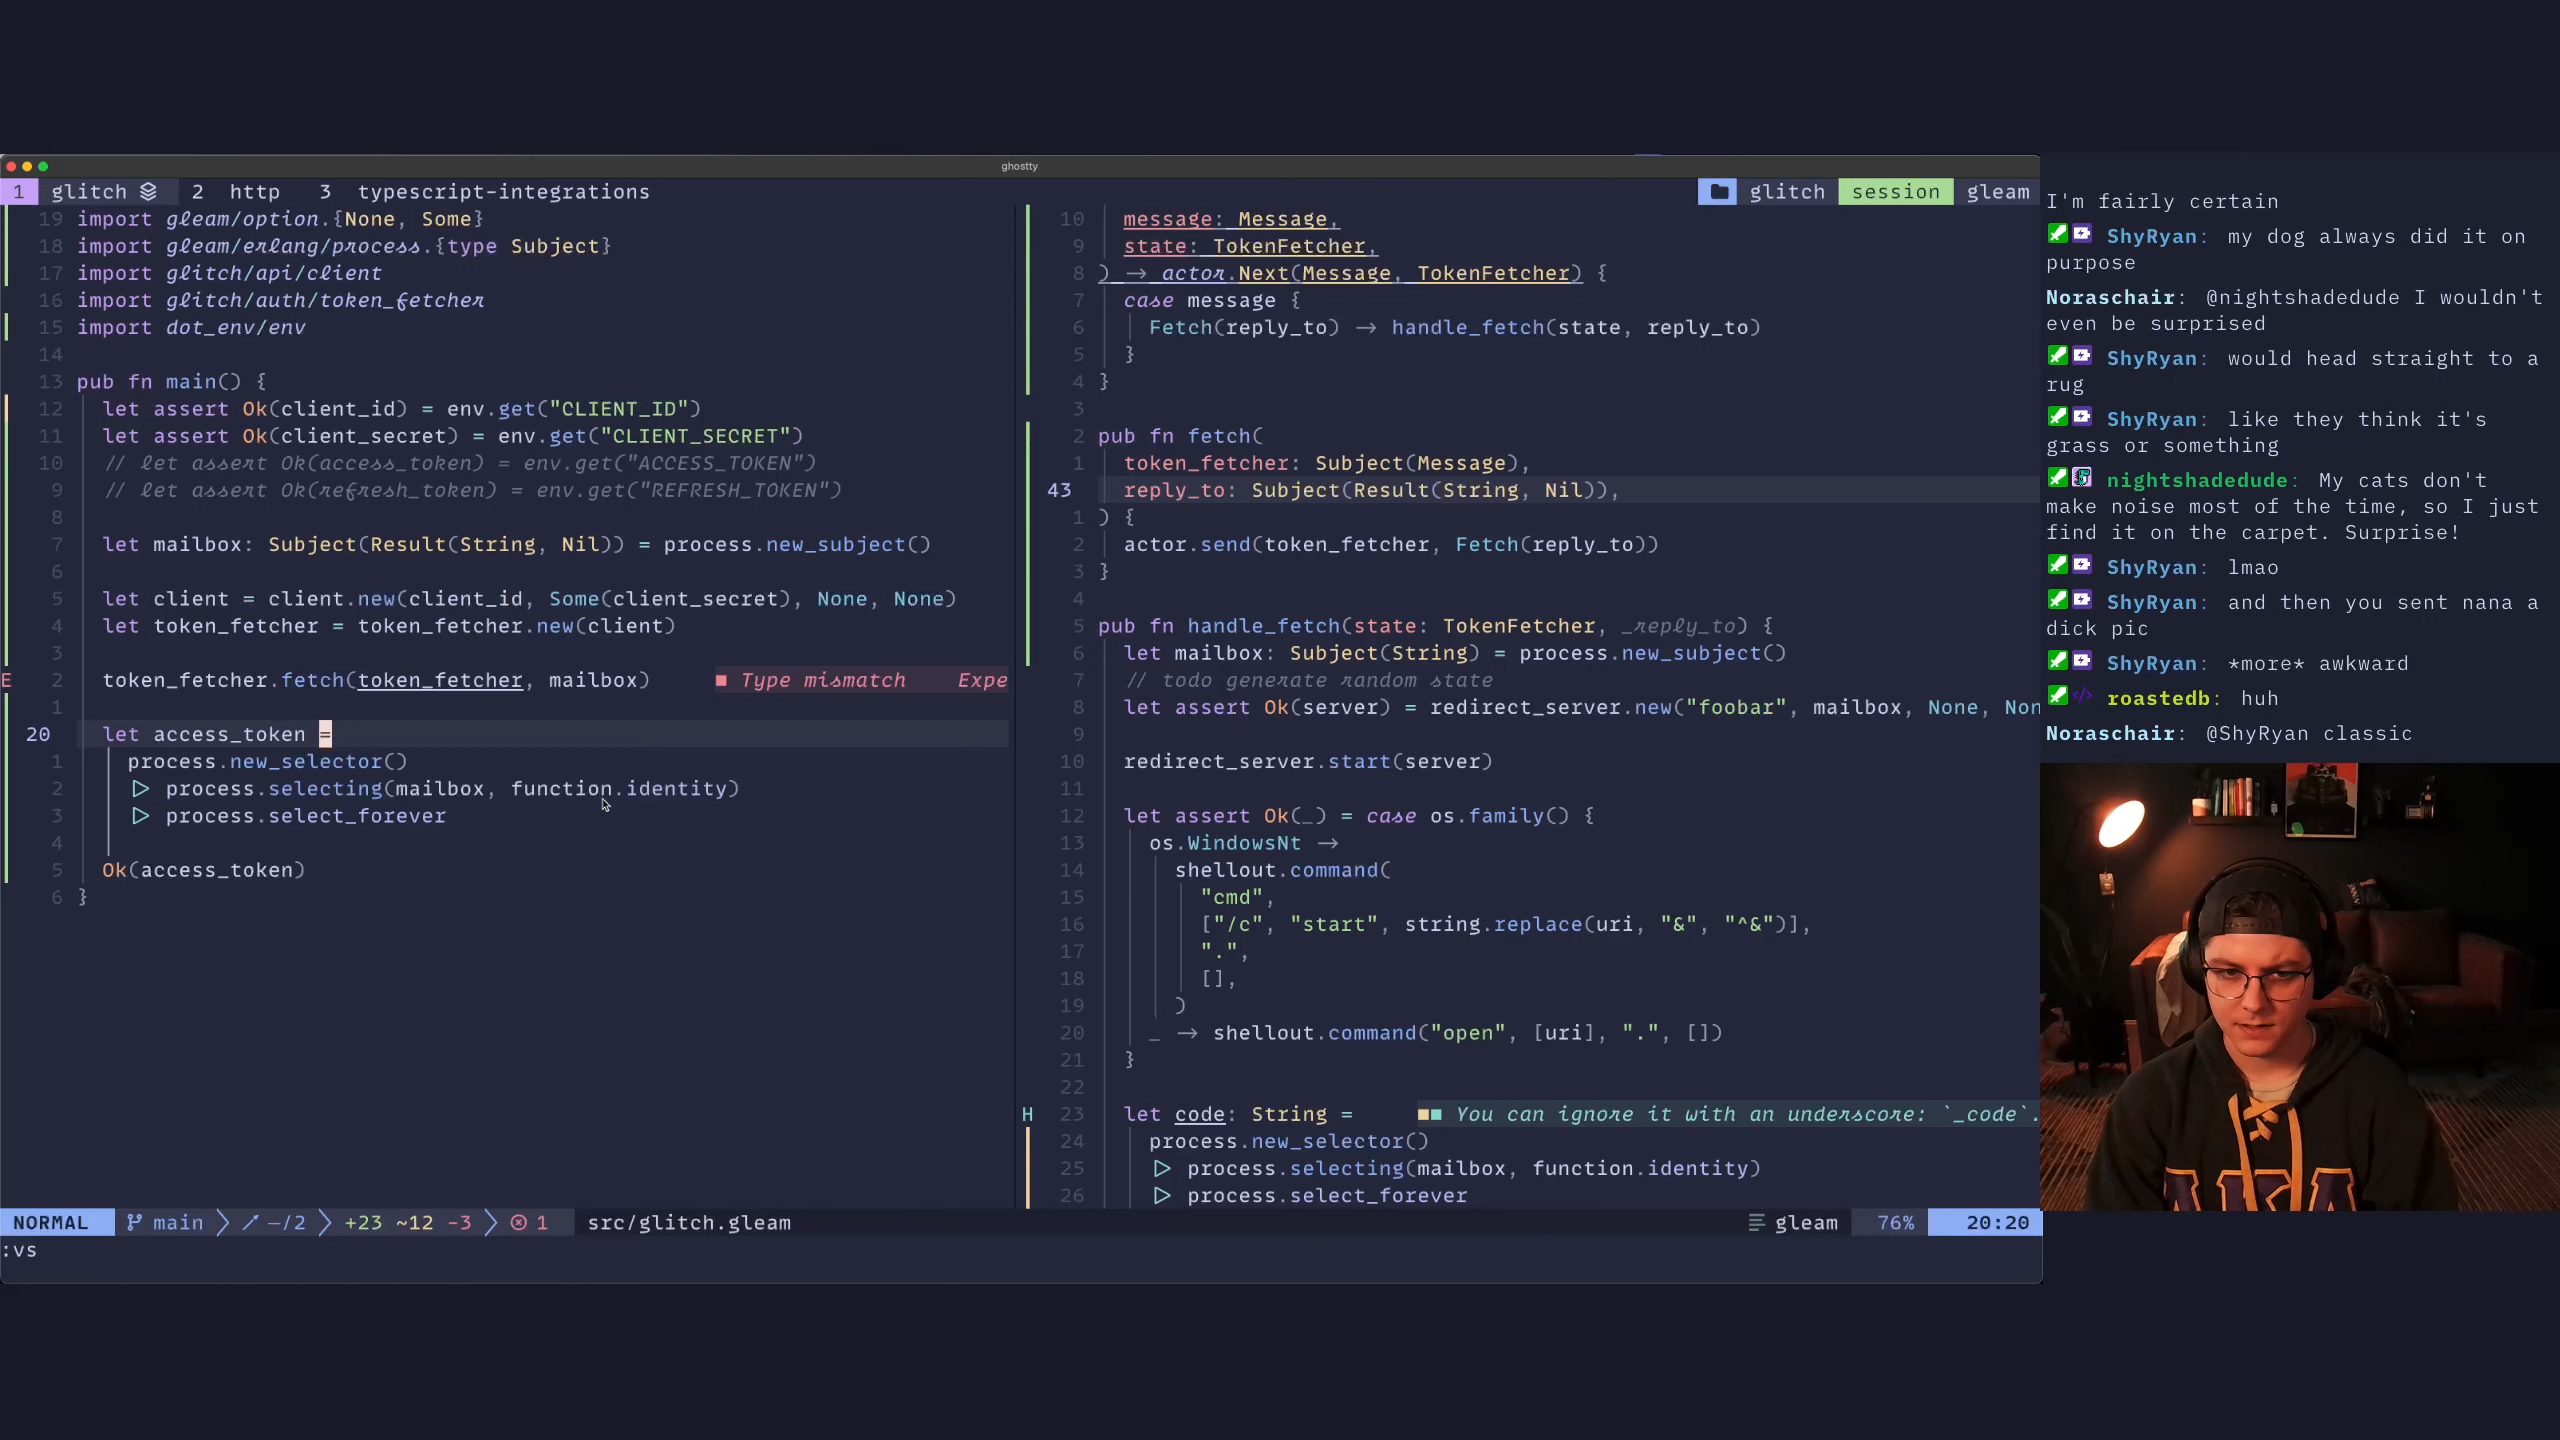 ghostty
1 glitch 2 http 3 typescript-integrations glitch session gleam
19 import gleam/option.{None, Some}
18 import gleam/erlang/process.{type Subject}
17 import glitch/api/client
16 import glitch/auth/token_fetcher
15 import dot_env/env
14
13 pub fn main() {
12 let assert Ok(client_id) = env.get("CLIENT_ID")
11 let assert Ok(client_secret) = env.get("CLIENT_SECRET")
10 // let assert Ok(access_token) = env.get("ACCESS_TOKEN")
9 // let assert Ok(refresh_token) = env.get("REFRESH_TOKEN")
8
7 let mailbox: Subject(Result(String, Nil)) = process.new_subject()
6
5 let client = client.new(client_id, Some(client_secret), None, None)
4 let token_fetcher = token_fetcher.new(client)
3
E 2 token_fetcher.fetch(token_fetcher, mailbox) ■ Type mismatch Expe
1
20 let access_token =
1 process.new_selector()
2 ▷ process.selecting(mailbox, function.identity)
3 ▷ process.select_forever
4
5 Ok(access_token)
6 }
10 message: Message,
9 state: TokenFetcher,
8 ) → actor.Next(Message, TokenFetcher) {
7 case message {
6 Fetch(reply_to) → handle_fetch(state, reply_to)
5 }
4 }
3
2 pub fn fetch(
1 token_fetcher: Subject(Message),
43 reply_to: Subject(Result(String, Nil)),
1 ) {
2 actor.send(token_fetcher, Fetch(reply_to))
3 }
4
5 pub fn handle_fetch(state: TokenFetcher, _reply_to) {
6 let mailbox: Subject(String) = process.new_subject()
7 // todo generate random state
8 let assert Ok(server) = redirect_server.new("foobar", mailbox, None, Non
9
10 redirect_server.start(server)
11
12 let assert Ok(_) = case os.family() {
13 os.WindowsNt →
14 shellout.command(
15 "cmd",
16 ["/c", "start", string.replace(uri, "&", "^&")],
17 ".",
18 [],
19 )
20 _ → shellout.command("open", [uri], ".", [])
21 }
22
H 23 let code: String = ■■ You can ignore it with an underscore: `_code`.
24 process.new_selector()
25 ▷ process.selecting(mailbox, function.identity)
26 ▷ process.select_forever
NORMAL main −/2 +23 ~12 -3 1 src/glitch.gleam gleam 76% 20:20
:vs
I'm fairly certain
ShyRyan: my dog always did it on
purpose
Noraschair: @nightshadedude I wouldn't
even be surprised
ShyRyan: would head straight to a
rug
ShyRyan: like they think it's
grass or something
nightshadedude: My cats don't
make noise most of the time, so I just
find it on the carpet. Surprise!
ShyRyan: lmao
ShyRyan: and then you sent nana a
dick pic
ShyRyan: *more* awkward
roastedb: huh
Noraschair: @ShyRyan classic